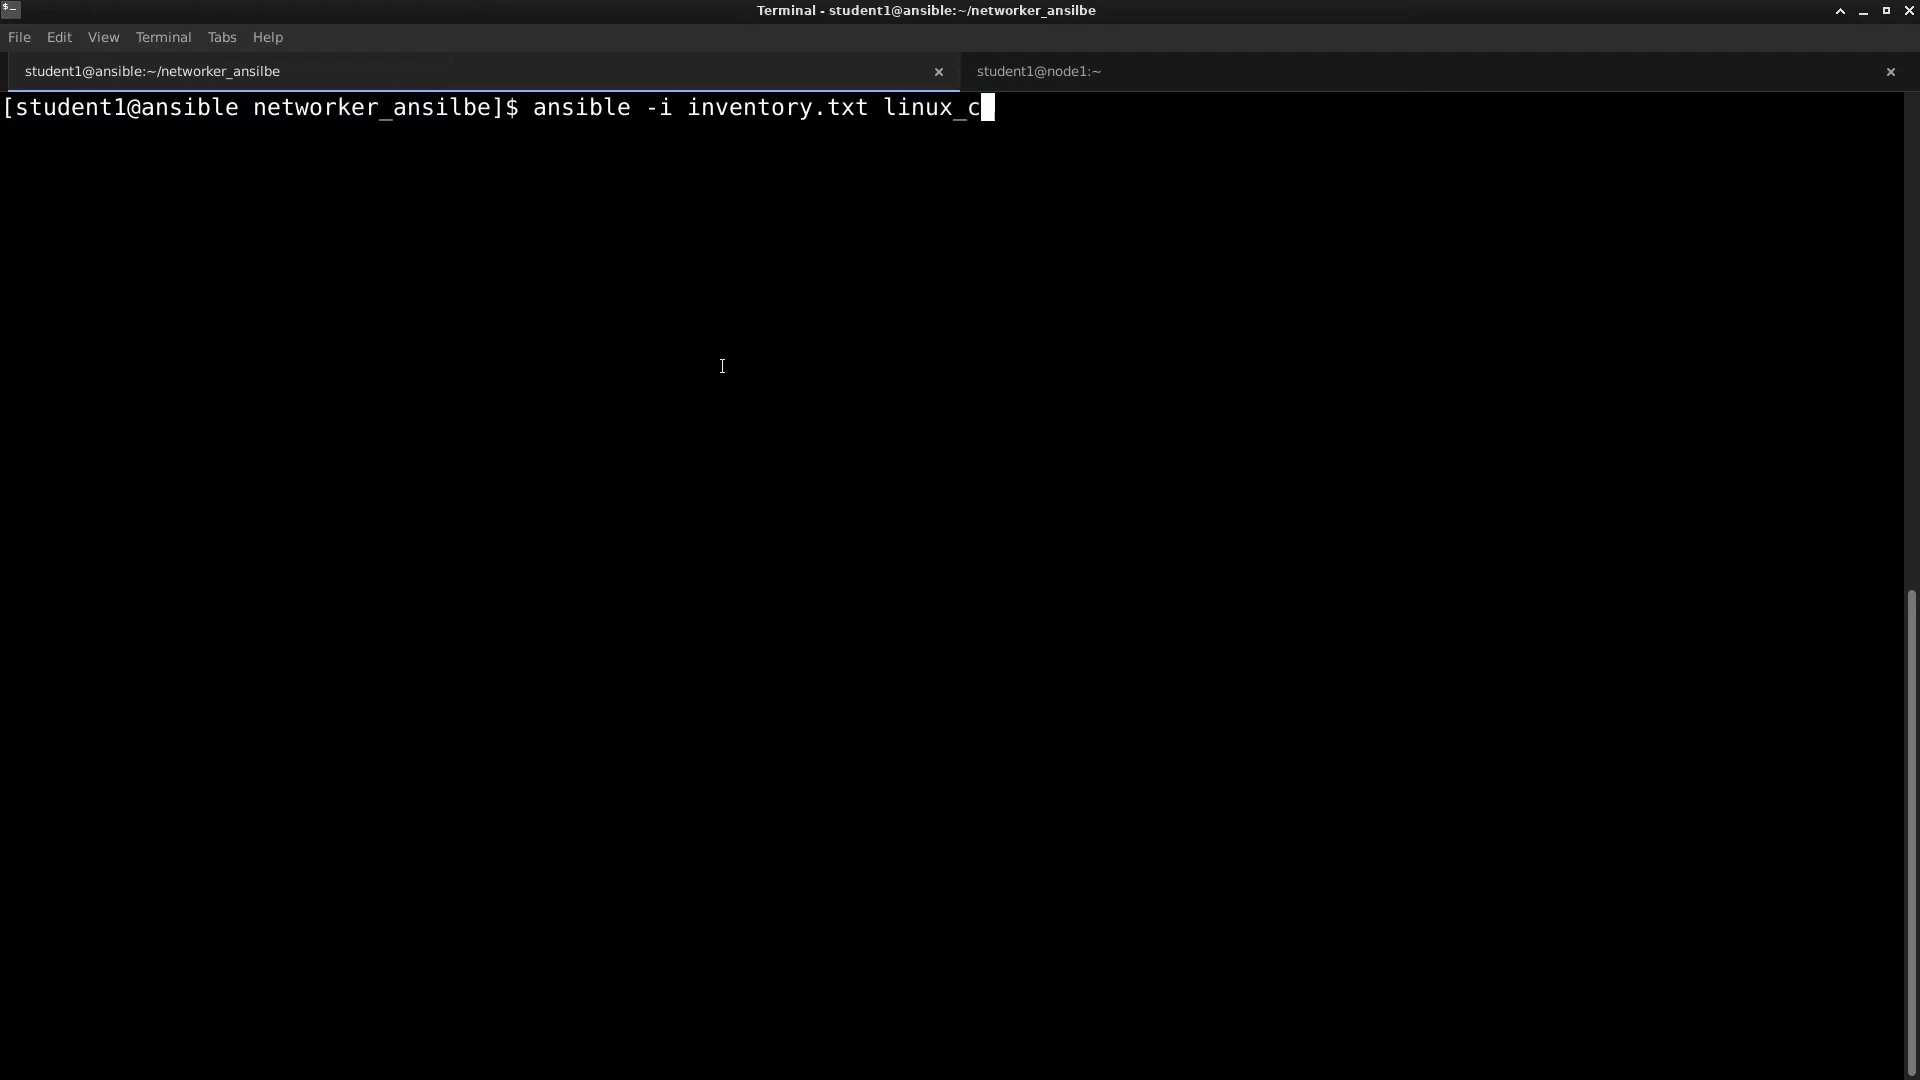 Terminal - student1@ansible:~/networker_ansilbe
File Edit View Terminal Tabs Help
student1@ansible:~/networker_ansilbe student1@node1:~
[student1@ansible networker_ansilbe]$ ansible -i inventory.txt linux_c